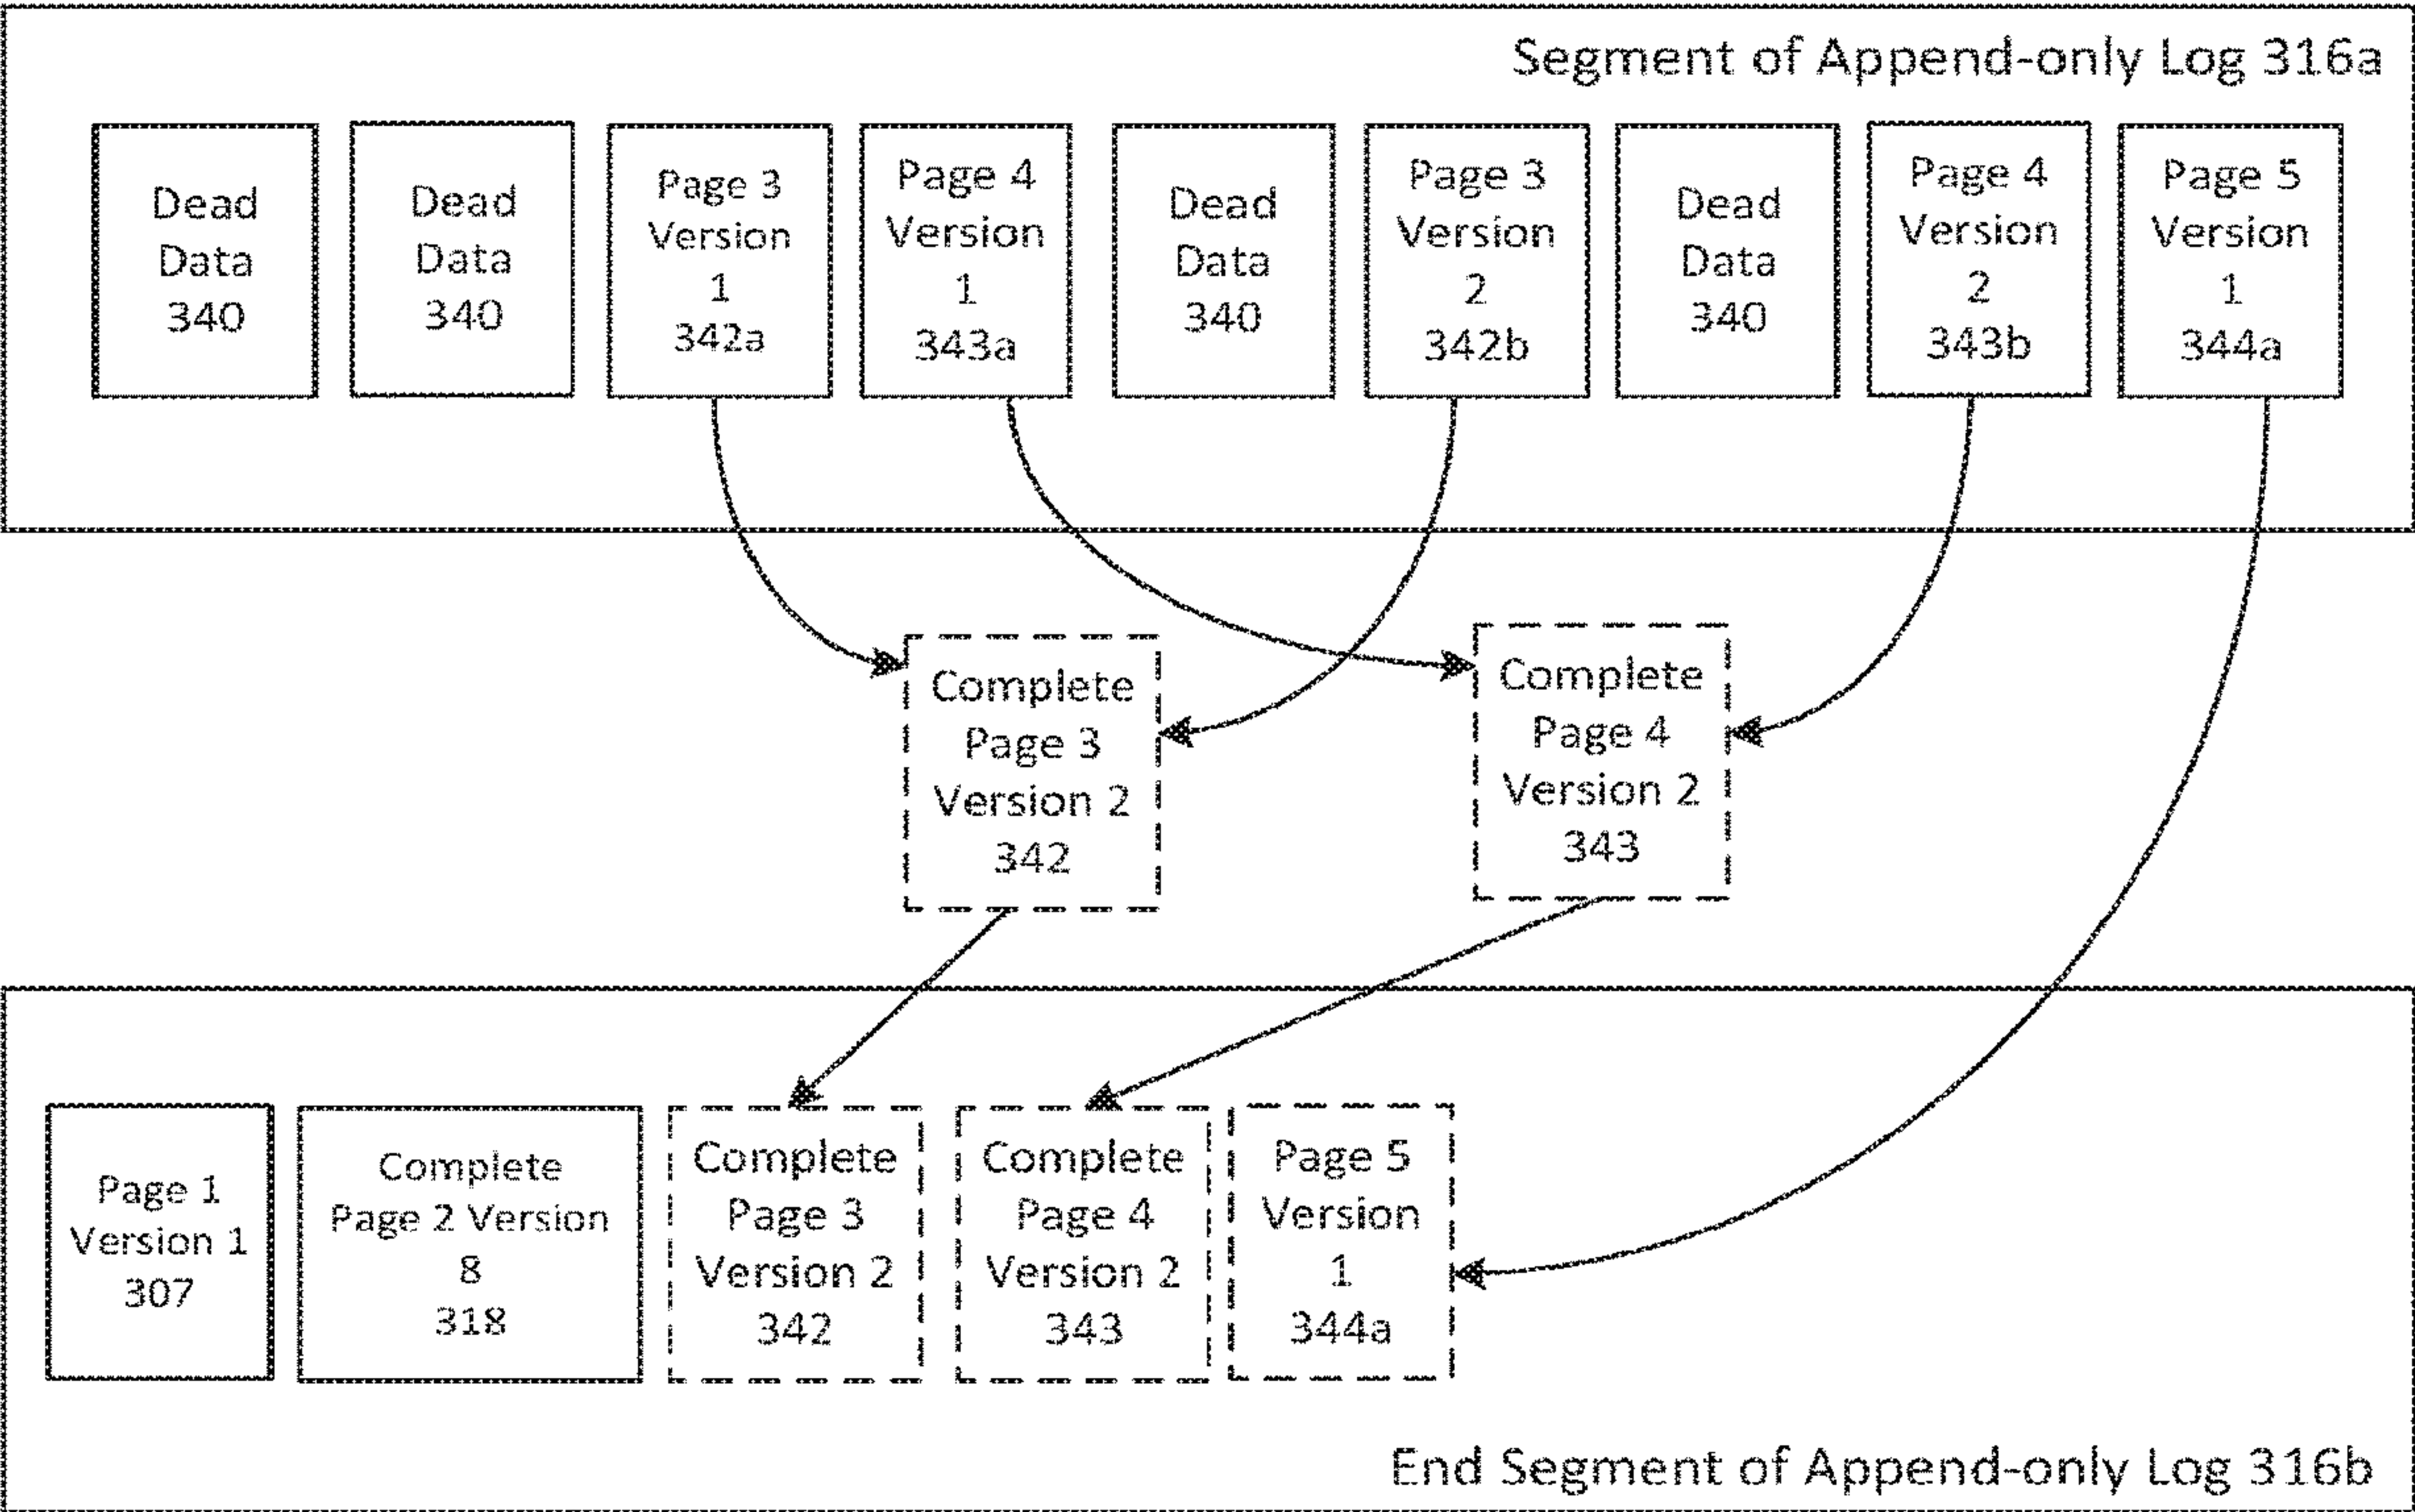 Segment of Append-only Log 316a
Dead
Data
340
Dead
Data
340
Page 3
Version
1
342a
Page 4
Version
1
343a
Dead
Data
340
Page 3
Version
2
342b
Dead
Data
340
Page 4
Version
2
343b
Page 5
Version
1
344a
Complete
Page 3
Version 2
342
Complete
Page 4
Version 2
343
Page 1
Version 1
307
Complete
Page 2 Version
8
318
Complete
Page 3
Version 2
342
Complete
Page 4
Version 2
343
Page 5
Version
1
344a
End Segment of Append-only Log 316b